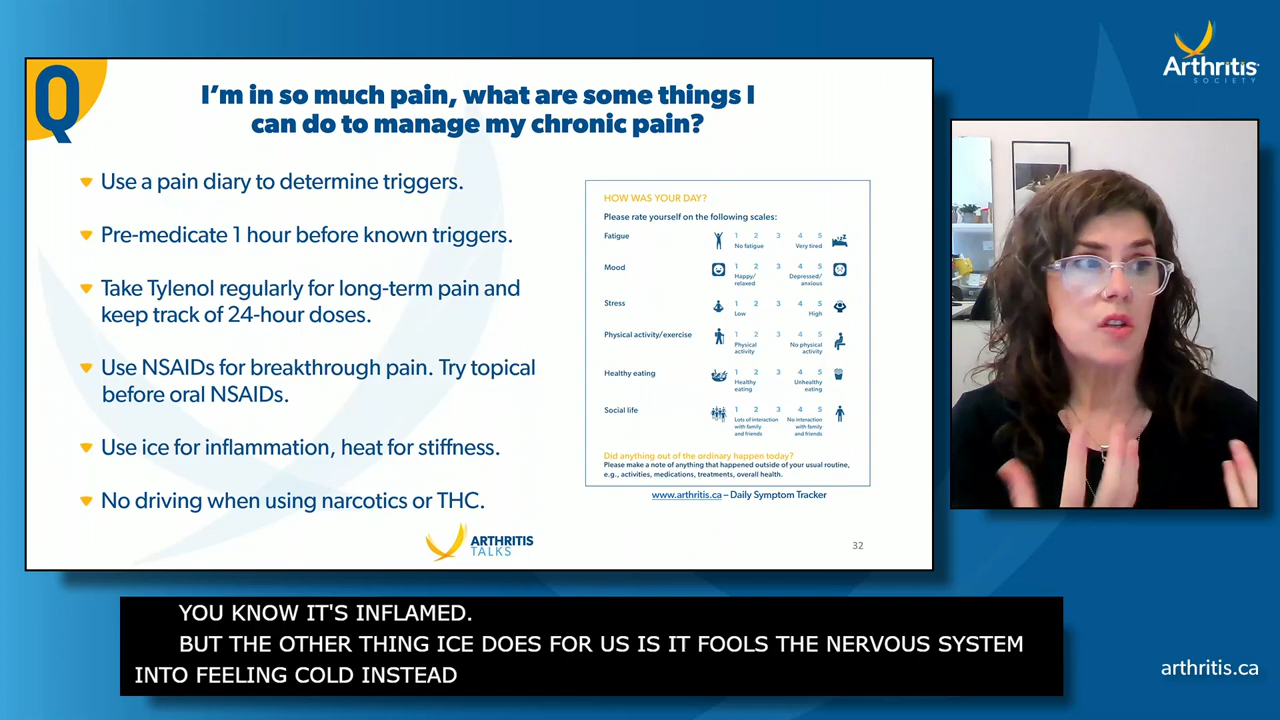 Arthritis
SOCIETY
Q
I'm in so much pain, what are some things I
can do to manage my chronic pain?
Use a pain diary to determine triggers.
Pre-medicate 1 hour before known triggers.
Take Tylenol regularly for long-term pain and
keep track of 24-hour doses.
Use NSAIDs for breakthrough pain. Try topical
before oral NSAIDs.
Use ice for inflammation, heat for stiffness.
No driving when using narcotics or THC.
HOW WAS YOUR DAY?
Please rate yourself on the following scales:
Fatigue 1 2 3 4 5
No fatigue Very tired
Mood 1 2 3 4 5
Happy/ Depressed/
relaxed anxious
Stress 1 2 3 4 5
Low High
Physical activity/exercise 1 2 3 4 5
Physical No physical
activity activity
Healthy eating 1 2 3 4 5
Healthy Unhealthy
eating eating
Social life 1 2 3 4 5
Lots of interaction No interaction
with family with family
and friends and friends
Did anything out of the ordinary happen today?
Please make a note of anything that happened outside of your usual routine,
e.g., activities, medications, treatments, overall health.
www.arthritis.ca – Daily Symptom Tracker
ARTHRITIS
TALKS
32
YOU KNOW IT'S INFLAMED.
BUT THE OTHER THING ICE DOES FOR US IS IT FOOLS THE NERVOUS SYSTEM
INTO FEELING COLD INSTEAD
arthritis.ca